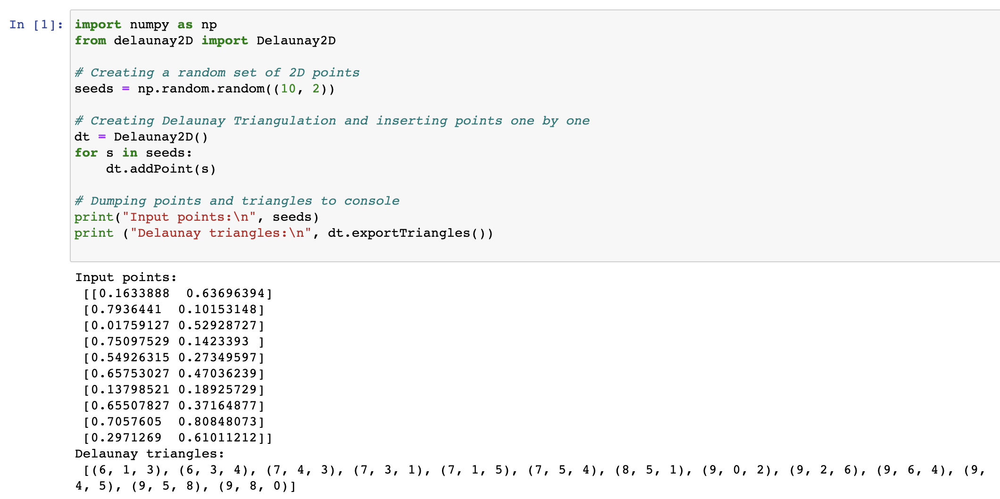 In [1]:
import numpy as np
from delaunay2D import Delaunay2D
# Creating a random set of 2D points
seeds = np.random.random((10, 2))
# Creating Delaunay Triangulation and inserting points one by one
dt = Delaunay2D()
for s in seeds:
    dt.addPoint(s)
# Dumping points and triangles to console
print("Input points:\n", seeds)
print ("Delaunay triangles:\n", dt.exportTriangles())
Input points:
 [[0.1633888  0.63696394]
 [0.7936441  0.10153148]
 [0.01759127 0.52928727]
 [0.75097529 0.1423393 ]
 [0.54926315 0.27349597]
 [0.65753027 0.47036239]
 [0.13798521 0.18925729]
 [0.65507827 0.37164877]
 [0.7057605  0.80848073]
 [0.2971269  0.61011212]]
Delaunay triangles:
 [(6, 1, 3), (6, 3, 4), (7, 4, 3), (7, 3, 1), (7, 1, 5), (7, 5, 4), (8, 5, 1), (9, 0, 2), (9, 2, 6), (9, 6, 4), (9,
4, 5), (9, 5, 8), (9, 8, 0)]